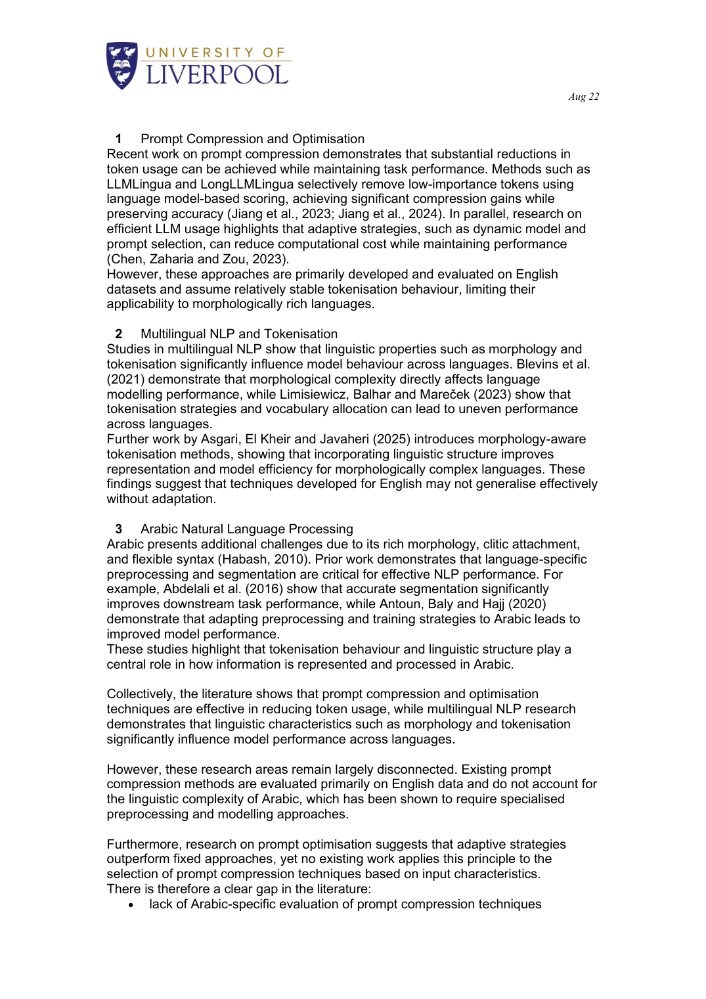 UNIVERSITY OF
LIVERPOOL
Aug 22
1 Prompt Compression and Optimisation
Recent work on prompt compression demonstrates that substantial reductions in
token usage can be achieved while maintaining task performance. Methods such as
LLMLingua and LongLLMLingua selectively remove low-importance tokens using
language model-based scoring, achieving significant compression gains while
preserving accuracy (Jiang et al., 2023; Jiang et al., 2024). In parallel, research on
efficient LLM usage highlights that adaptive strategies, such as dynamic model and
prompt selection, can reduce computational cost while maintaining performance
(Chen, Zaharia and Zou, 2023).
However, these approaches are primarily developed and evaluated on English
datasets and assume relatively stable tokenisation behaviour, limiting their
applicability to morphologically rich languages.
2 Multilingual NLP and Tokenisation
Studies in multilingual NLP show that linguistic properties such as morphology and
tokenisation significantly influence model behaviour across languages. Blevins et al.
(2021) demonstrate that morphological complexity directly affects language
modelling performance, while Limisiewicz, Balhar and Mareček (2023) show that
tokenisation strategies and vocabulary allocation can lead to uneven performance
across languages.
Further work by Asgari, El Kheir and Javaheri (2025) introduces morphology-aware
tokenisation methods, showing that incorporating linguistic structure improves
representation and model efficiency for morphologically complex languages. These
findings suggest that techniques developed for English may not generalise effectively
without adaptation.
3 Arabic Natural Language Processing
Arabic presents additional challenges due to its rich morphology, clitic attachment,
and flexible syntax (Habash, 2010). Prior work demonstrates that language-specific
preprocessing and segmentation are critical for effective NLP performance. For
example, Abdelali et al. (2016) show that accurate segmentation significantly
improves downstream task performance, while Antoun, Baly and Hajj (2020)
demonstrate that adapting preprocessing and training strategies to Arabic leads to
improved model performance.
These studies highlight that tokenisation behaviour and linguistic structure play a
central role in how information is represented and processed in Arabic.
Collectively, the literature shows that prompt compression and optimisation
techniques are effective in reducing token usage, while multilingual NLP research
demonstrates that linguistic characteristics such as morphology and tokenisation
significantly influence model performance across languages.
However, these research areas remain largely disconnected. Existing prompt
compression methods are evaluated primarily on English data and do not account for
the linguistic complexity of Arabic, which has been shown to require specialised
preprocessing and modelling approaches.
Furthermore, research on prompt optimisation suggests that adaptive strategies
outperform fixed approaches, yet no existing work applies this principle to the
selection of prompt compression techniques based on input characteristics.
There is therefore a clear gap in the literature:
• lack of Arabic-specific evaluation of prompt compression techniques